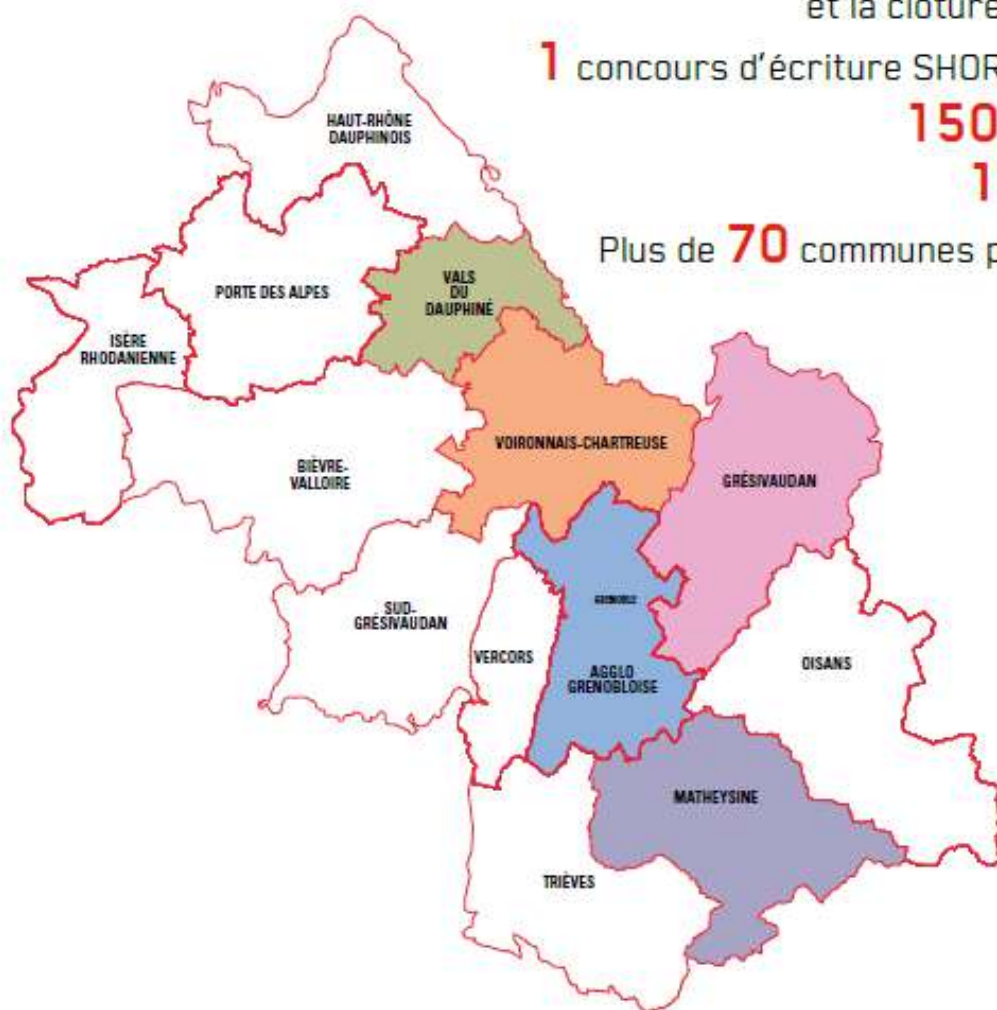 et la clôture
1 concours d'écriture SHOR
150
1
Plus de 70 communes p
HAUT-RHÔNE
DAUPHINOIS
VALS
DU
DAUPHINÉ
PORTE DES ALPES
ISÈRE
RHODANIENNE
VOIRONNAIS-CHARTREUSE
BIÈVRE-
VALLOIRE
GRÉSIVAUDAN
GRENOBLE
SUD-
GRÉSIVAUDAN
VERCORS
AGGLO
GRENOBLOISE
OISANS
MATHEYSINE
TRIÈVES